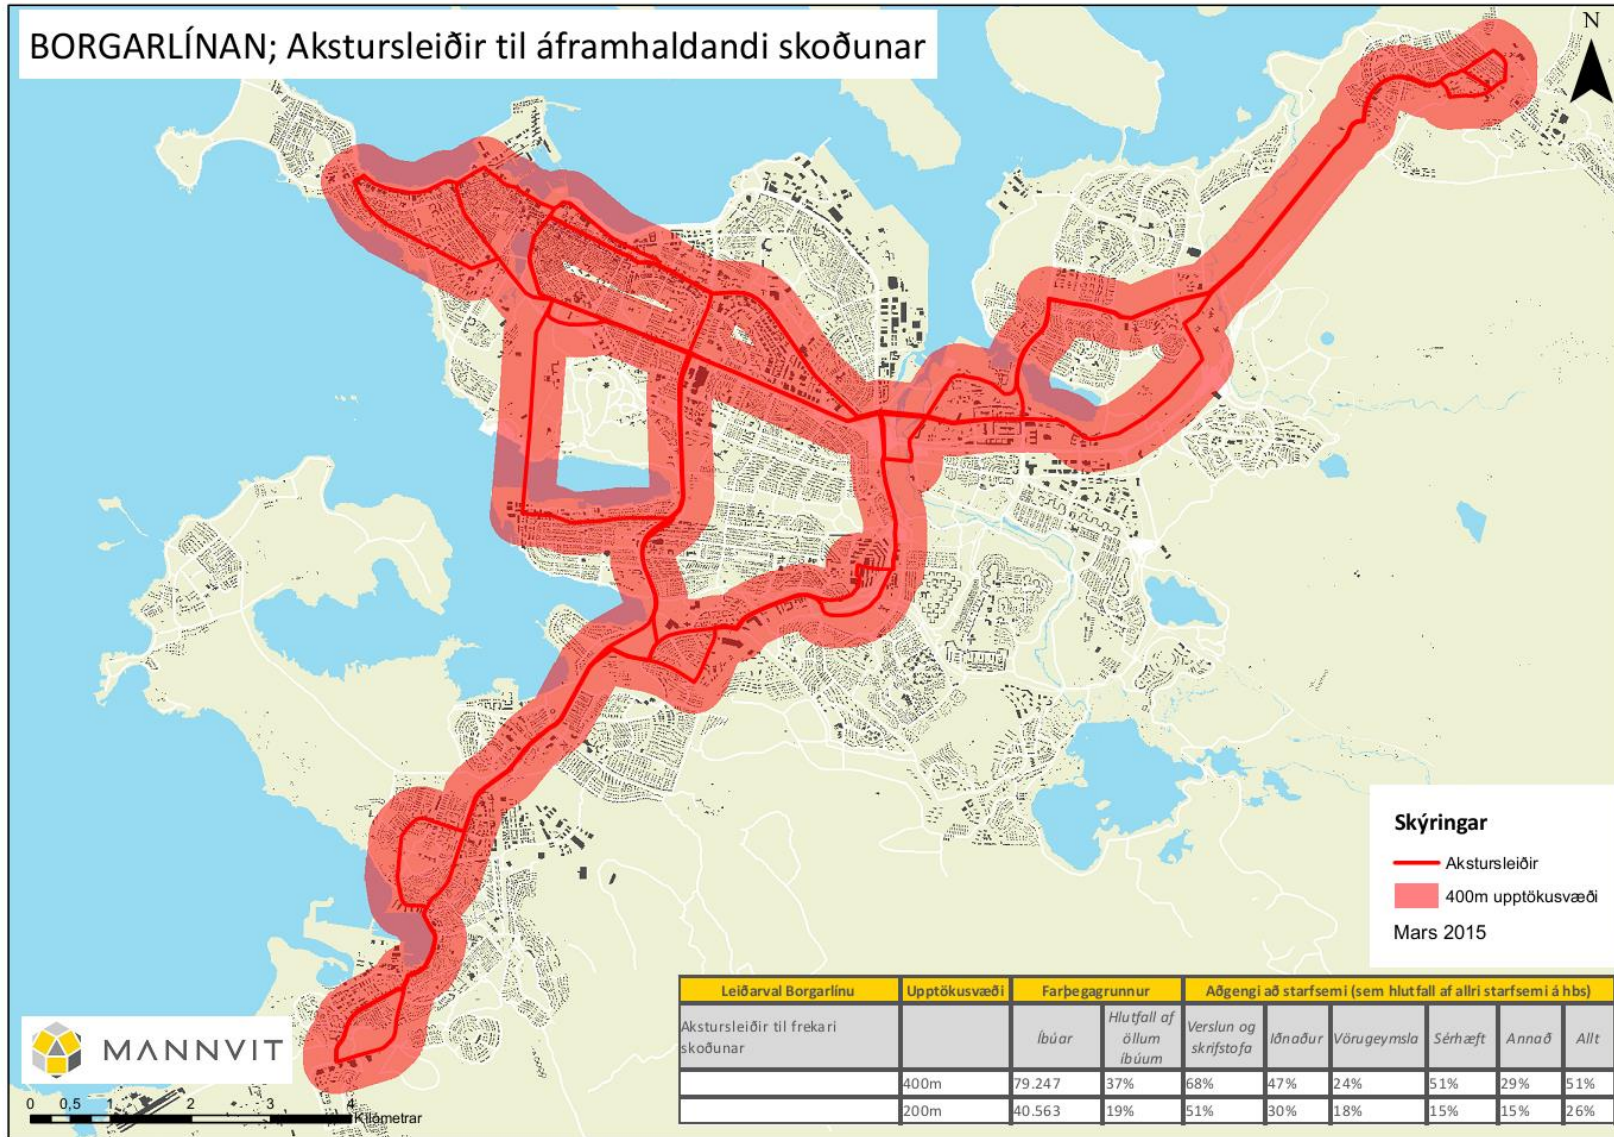 BORGARLÍNAN; Akstursleiðir til áframhaldandi skoðunar
N
Skýringar
Akstursleiðir
400m upptökusvæði
Mars 2015
Leiðarval Borgarlínu Upptökusvæði Farþegagrunnur Aðgengi að starfsemi (sem hlutfall af allri starfsemi á hbs)
Akstursleið til frekari skoðunar Íbúar Hlutfall af öllum íbúum Verslun og skrifstofa Iðnaður Vörugeymsla Sérhæft Annað Allt
400m 79.247 37% 68% 47% 24% 51% 29% 51%
200m 40.563 19% 51% 30% 18% 15% 15% 26%
MANNVIT
0 0,5 1 2 3 4
Kílómetrar